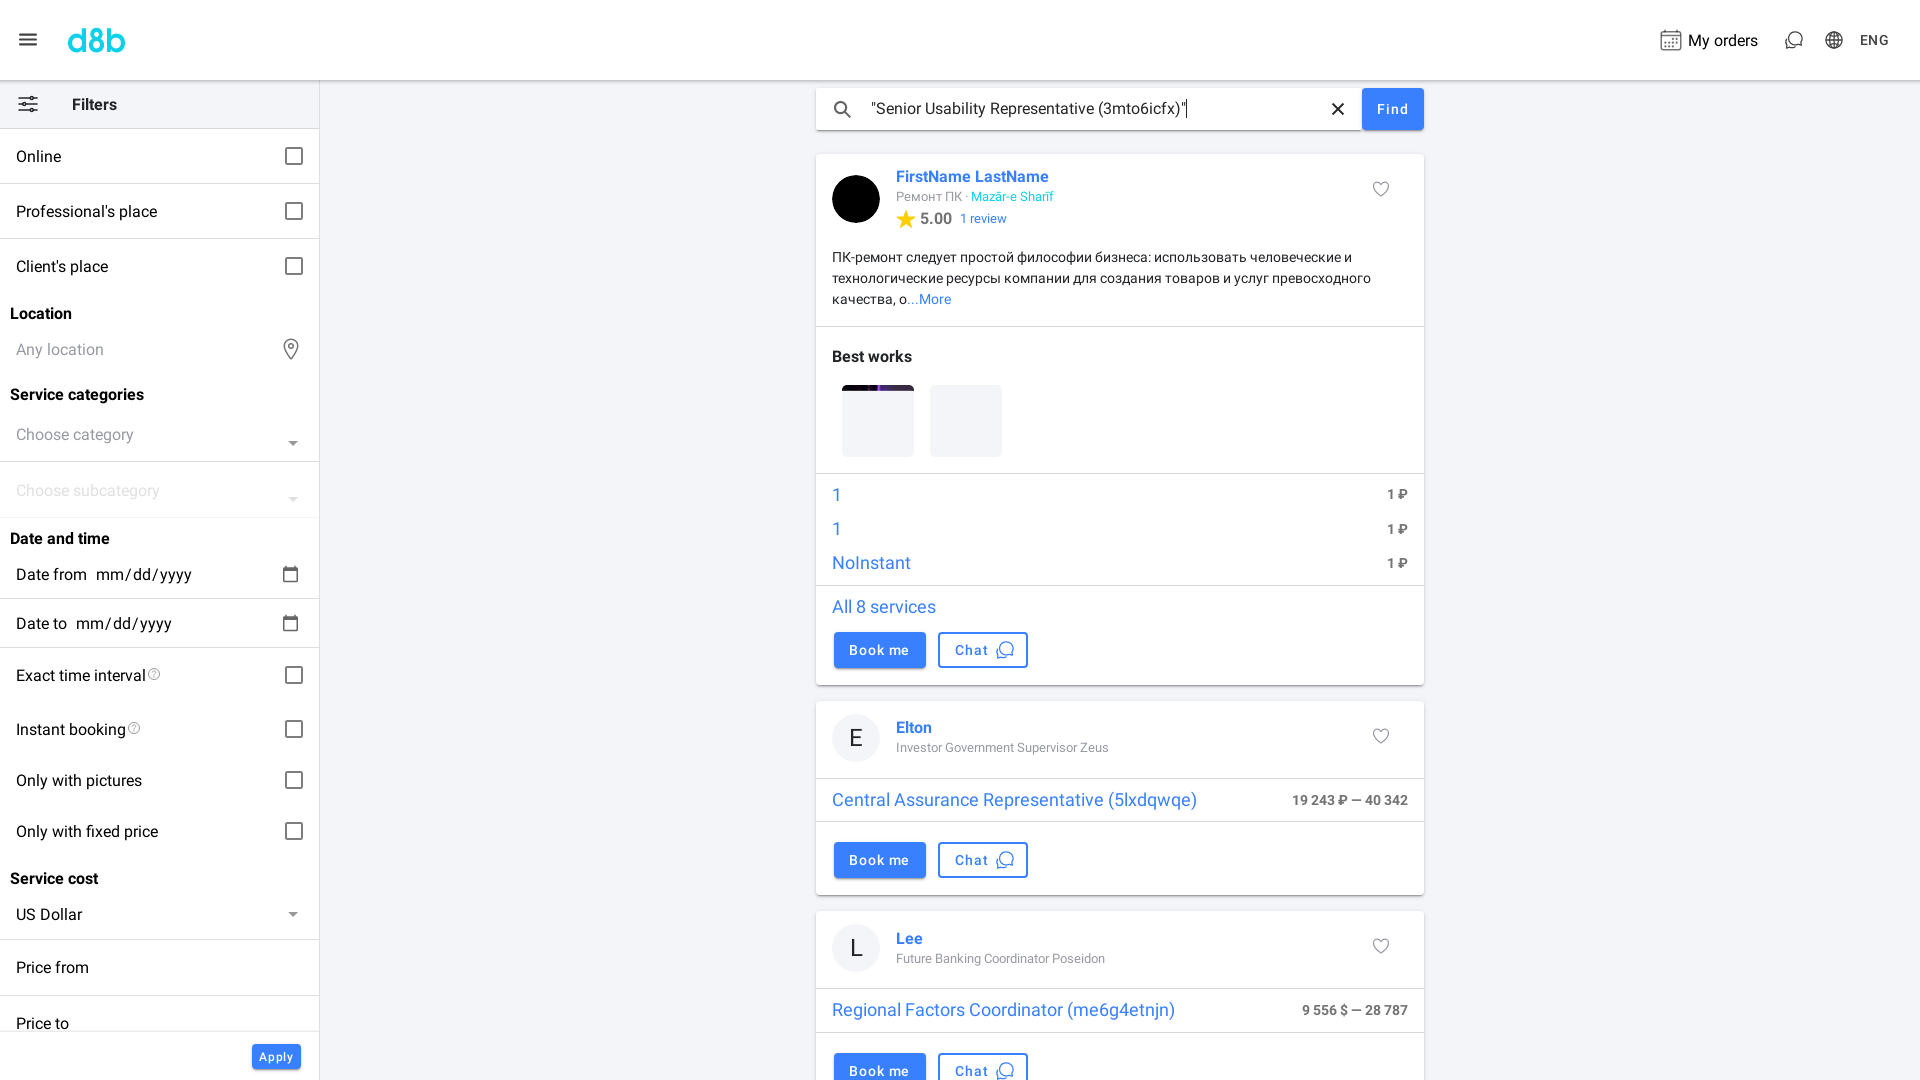 d8b
My orders
ENG
Filters
Online
Professional's place
Client's place
Location
Any location
Service categories
Choose category
Choose subcategory
Date and time
Date from mm/dd/yyyy
Date to mm/dd/yyyy
Exact time interval
Instant booking
Only with pictures
Only with fixed price
Service cost
US Dollar
Price from
Price to
Apply
"Senior Usability Representative (3mto6icfx)"
Find
FirstName LastName
Ремонт ПК · Mazār-e Sharīf
5.00 1 review
ПК-ремонт следует простой философии бизнеса: использовать человеческие и
технологические ресурсы компании для создания товаров и услуг превосходного
качества, о...More
Best works
1 1 ₽
1 1 ₽
NoInstant 1 ₽
All 8 services
Book me Chat
E
Elton
Investor Government Supervisor Zeus
Central Assurance Representative (5lxdqwqe) 19 243 ₽ — 40 342
Book me Chat
L
Lee
Future Banking Coordinator Poseidon
Regional Factors Coordinator (me6g4etnjn) 9 556 $ — 28 787
Book me Chat